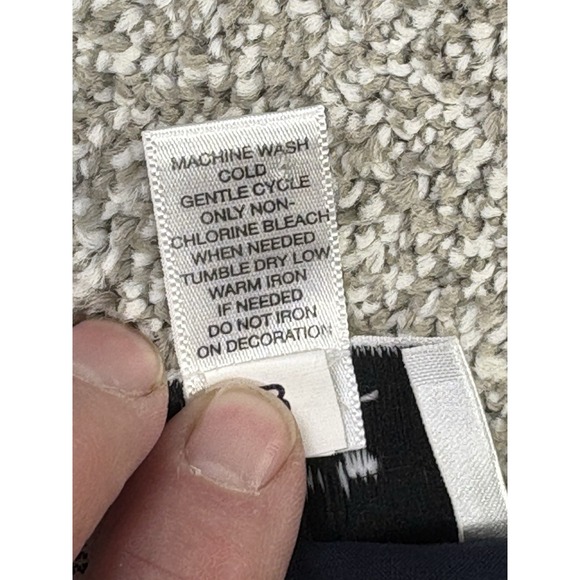 MACHINE WASH
COLD
GENTLE CYCLE
ONLY NON-
CHLORINE BLEACH
WHEN NEEDED
TUMBLE DRY LOW
WARM IRON
IF NEEDED
DO NOT IRON
ON DECORATION